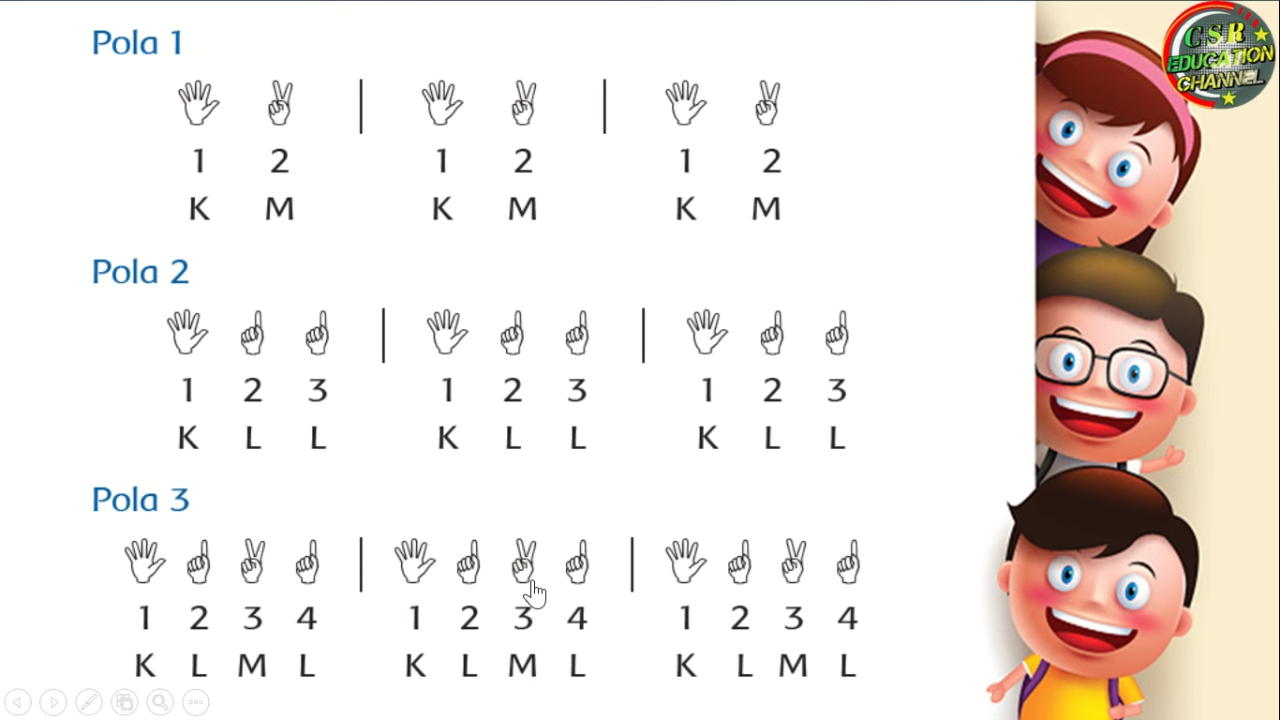 Pola 1
1 2 | 1 2 | 1 2
K M K M K M
Pola 2
1 2 3 | 1 2 3 | 1 2 3
K L L K L L K L L
Pola 3
1 2 3 4 | 1 2 3 4 | 1 2 3 4
K L M L K L M L K L M L
CSR
EDUCATION
CHANNEL